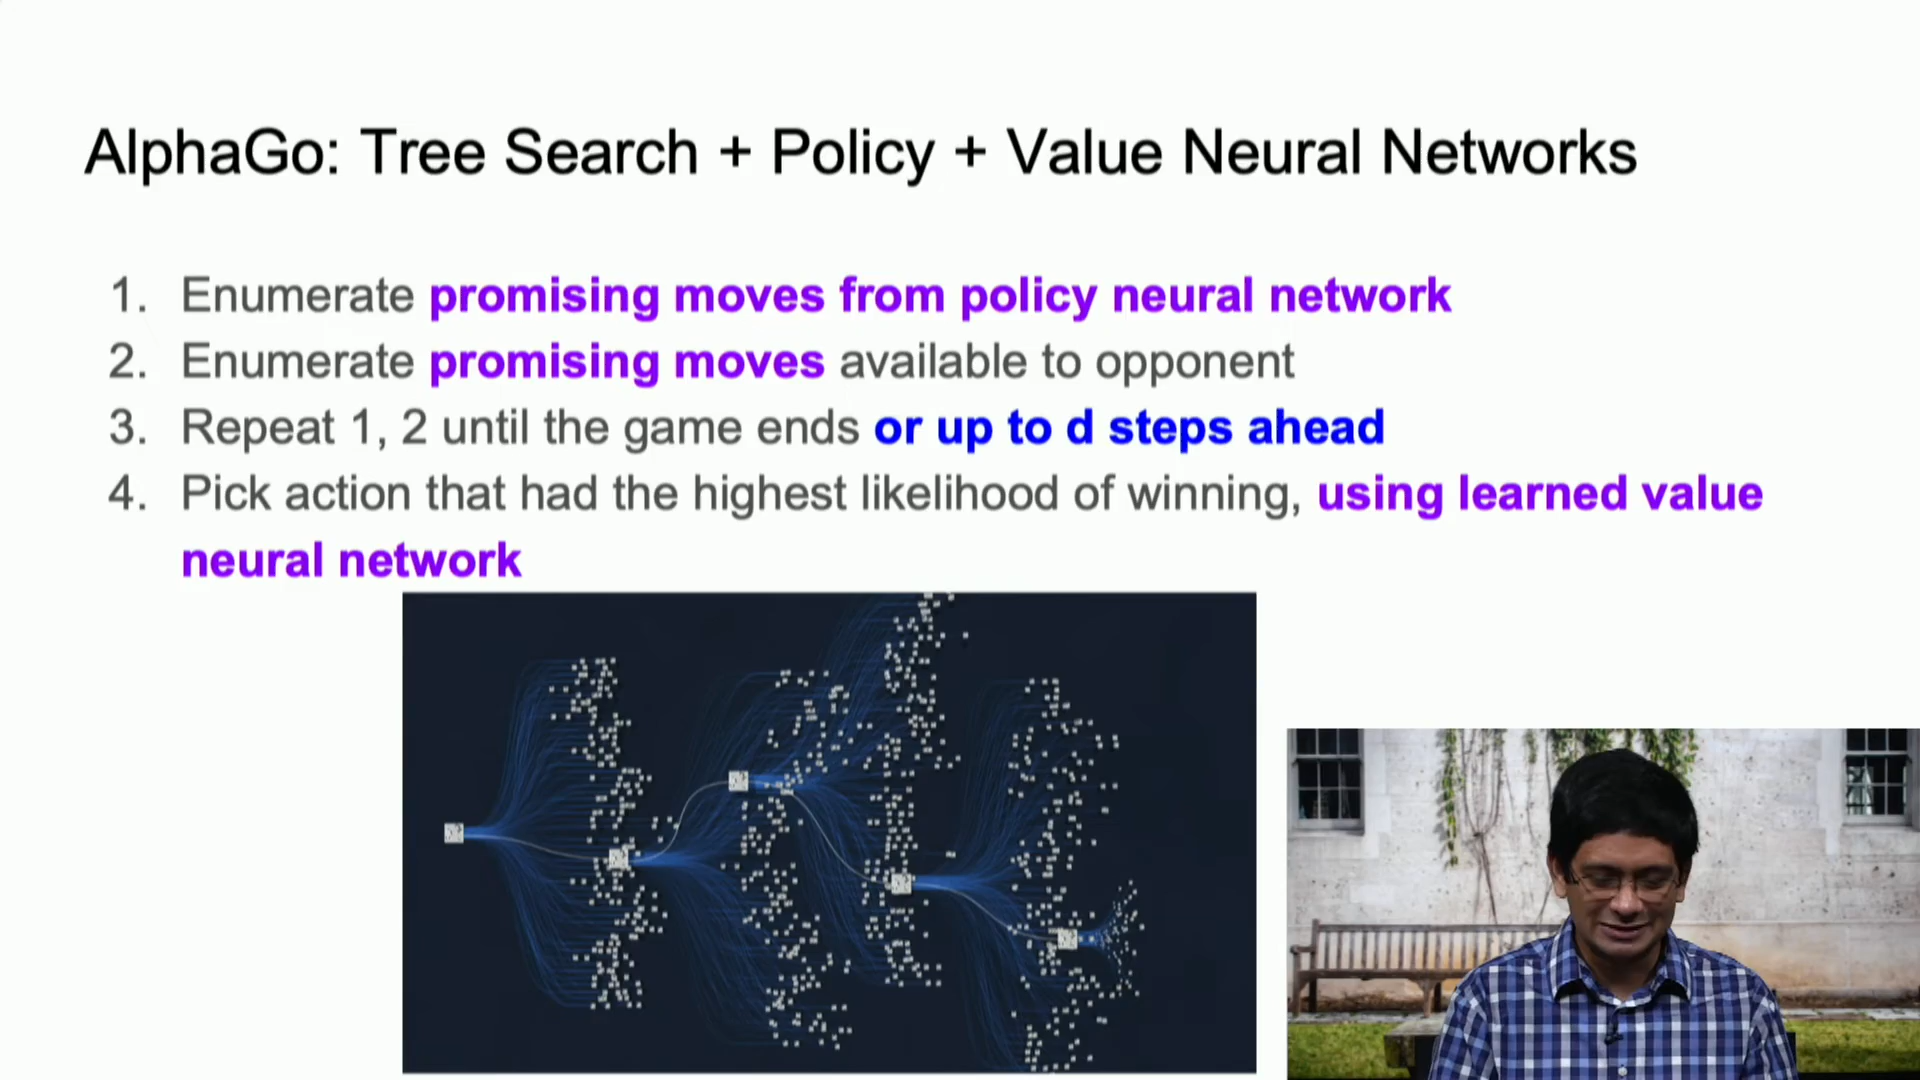 AlphaGo: Tree Search + Policy + Value Neural Networks
1. Enumerate promising moves from policy neural network
2. Enumerate promising moves available to opponent
3. Repeat 1, 2 until the game ends or up to d steps ahead
4. Pick action that had the highest likelihood of winning, using learned value
neural network